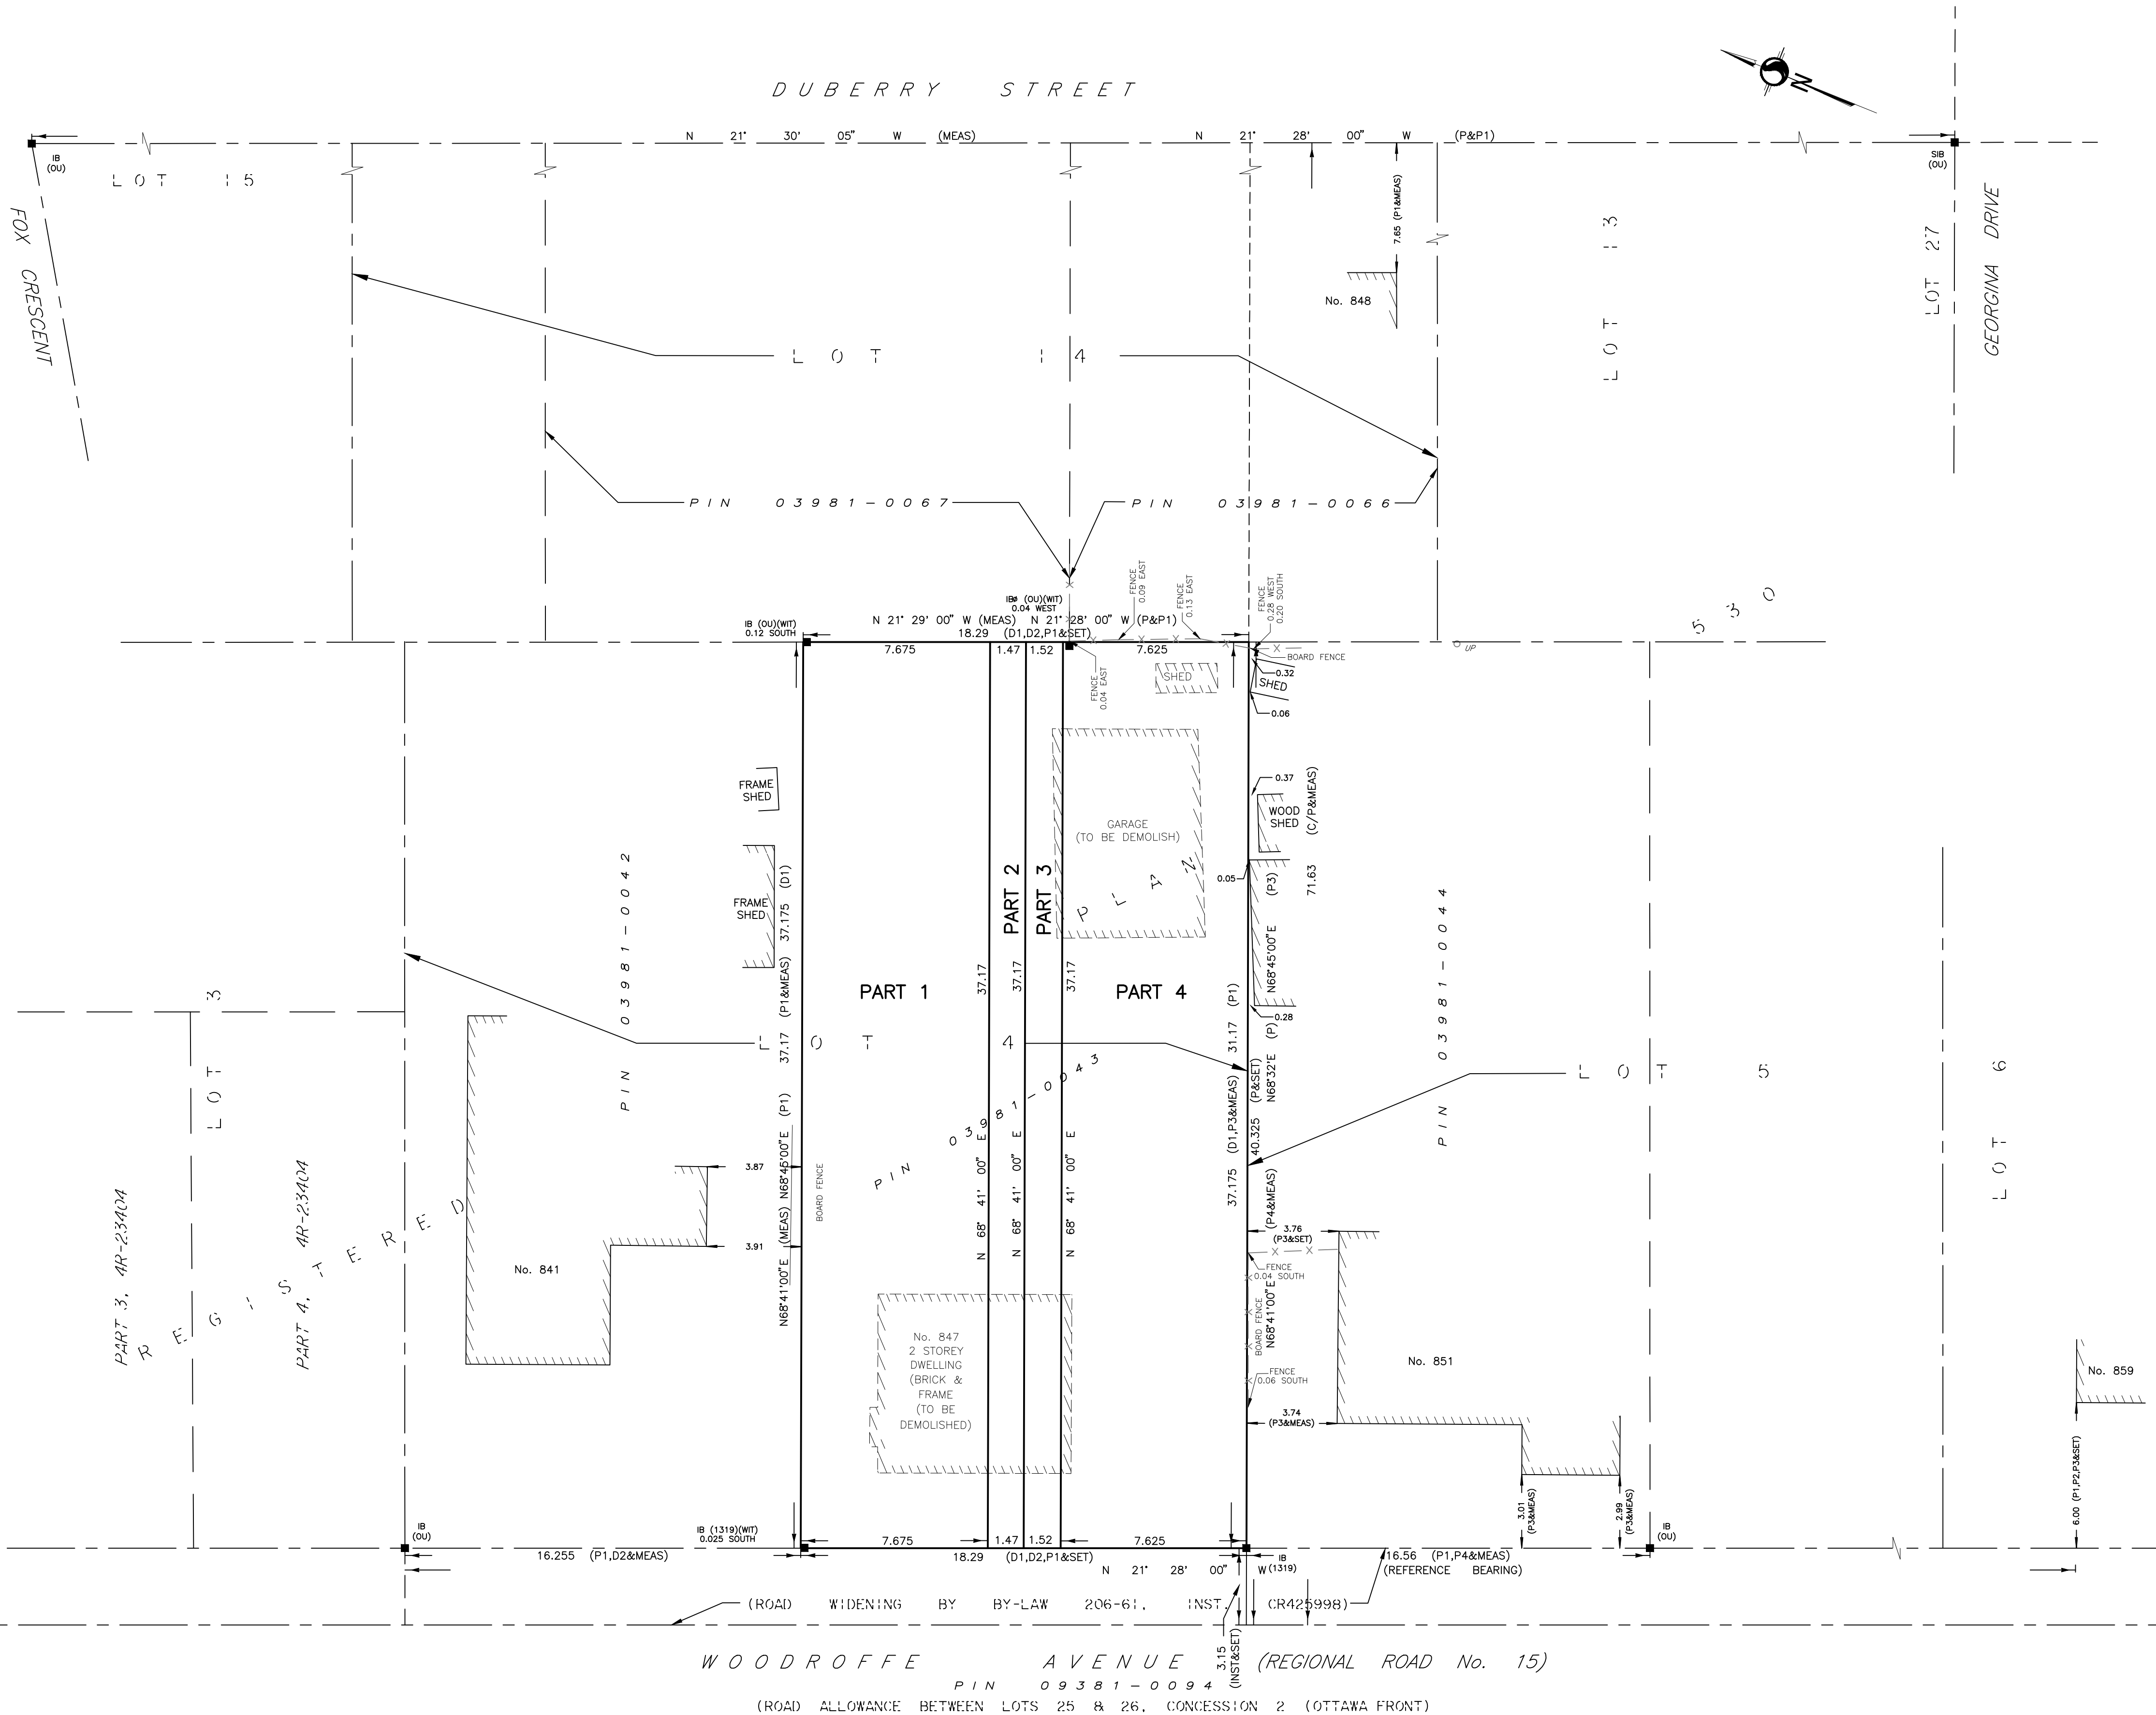 DUBERRY STREET
N
N 21° 30' 05" W (MEAS)
N 21° 28' 00" W (P&P1)
IB
(OU)
SIB
(OU)
LOT 15
FOX CRESCENT
7.65 (P1&MEAS)
No. 848
LOT 13
LOT 27
GEORGINA DRIVE
LOT 14
PIN 03981-0067
PIN 03981-0066
530
FENCE
0.09 EAST
FENCE
0.13 EAST
FENCE
0.28 WEST
0.20 SOUTH
IBø (OU)(WIT)
0.04 WEST
IB (OU)(WIT)
0.12 SOUTH
N 21° 29' 00" W (MEAS) N 21° 28' 00" W (P&P1)
18.29 (D1,D2,P1&SET)
7.675
1.47
1.52
7.625
BOARD FENCE
UP
FENCE
0.04 EAST
SHED
0.32
SHED
0.06
FRAME
SHED
0.37
WOOD
SHED
(C/P&MEAS)
71.63
GARAGE
(TO BE DEMOLISH)
PLAN
FRAME
SHED
0.05
PART 2
PART 3
PIN 03981-0042
PIN 03981-0044
37.17
37.17
37.17
PART 1
PART 4
0.28
LOT 3
LOT 4
LOT 5
LOT 6
N68°41'00"E (MEAS) N68°45'00"E (P1) 37.17 (P1&MEAS) 37.175 (D1)
37.175 (D1,P3&MEAS) 31.17 (P1)
40.325 (P&SET)
N68°41'00"E (P4&MEAS) N68°32'E (P) N68°45'00"E (P3)
PIN 03981-0043
N 68° 41' 00" E
N 68° 41' 00" E
N 68° 41' 00" E
3.87
3.91
BOARD FENCE
PART 3, 4R-23404
PART 4, 4R-23404
REGISTERED
No. 841
3.76
(P3&SET)
FENCE
0.04 SOUTH
BOARD FENCE
FENCE
0.06 SOUTH
3.74
(P3&MEAS)
No. 847
2 STOREY
DWELLING
(BRICK &
FRAME
(TO BE
DEMOLISHED)
No. 851
No. 859
3.01
(P3&MEAS)
2.99
(P3&MEAS)
6.00 (P1,P2,P3&SET)
IB
(OU)
IB (1319)(WIT)
0.025 SOUTH
7.675
1.47
1.52
7.625
IB
(OU)
16.255 (P1,D2&MEAS)
18.29 (D1,D2,P1&SET)
IB
(1319)
16.56 (P1,P4&MEAS)
N 21° 28' 00" W
(REFERENCE BEARING)
(ROAD WIDENING BY BY-LAW 206-61, INST. CR425998)
3.15
(INST&SET)
WOODROFFE AVENUE (REGIONAL ROAD No. 15)
PIN 09381-0094
(ROAD ALLOWANCE BETWEEN LOTS 25 & 26, CONCESSION 2 (OTTAWA FRONT)